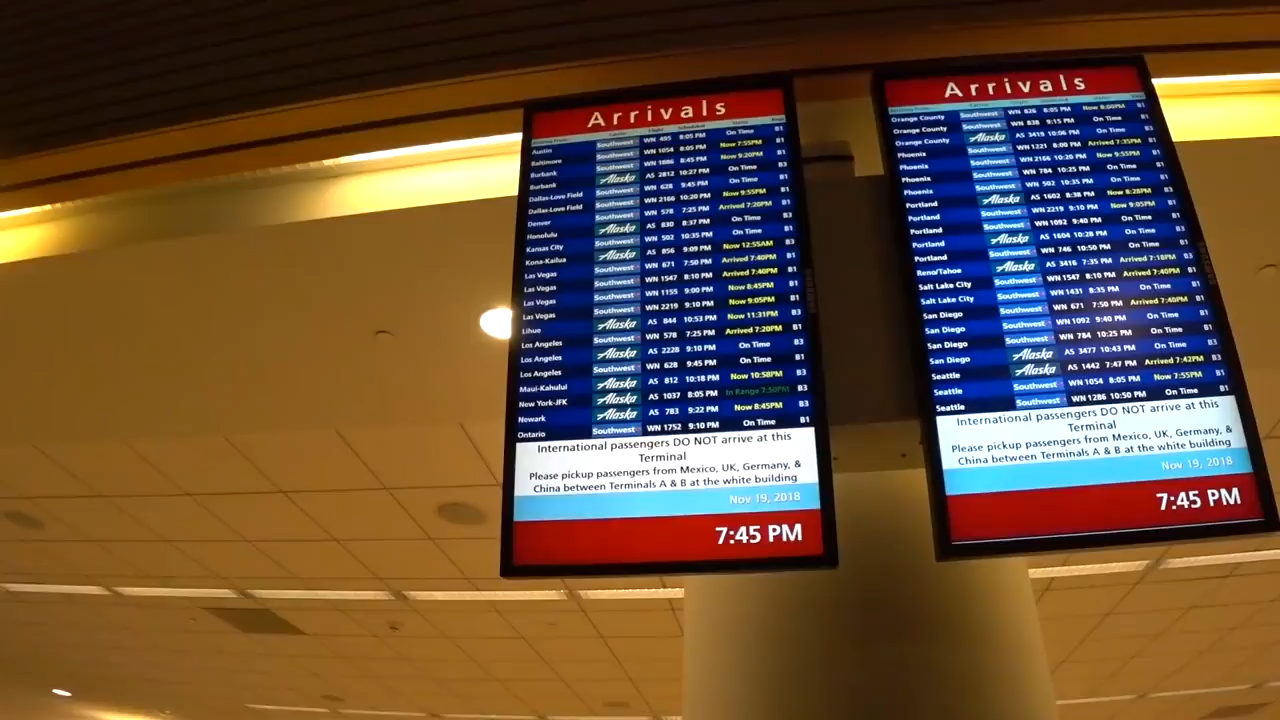 Arrivals
Austin Southwest WN 495 8:05 PM On Time B1
Baltimore Southwest WN 1054 8:05 PM Now 7:55PM B1
Burbank Southwest WN 1686 8:45 PM Now 9:20PM B1
Burbank Alaska AS 2812 10:27 PM On Time B3
Dallas-Love Field Southwest WN 628 9:45 PM On Time B1
Dallas-Love Field Southwest WN 2166 10:20 PM Now 9:55PM B1
Denver Southwest WN 578 7:25 PM Arrived 7:20PM B1
Honolulu Alaska AS 830 8:37 PM On Time B3
Kansas City Southwest WN 502 10:35 PM On Time B1
Kona-Kailua Alaska AS 856 9:09 PM Now 12:55AM B3
Las Vegas Southwest WN 671 7:50 PM Arrived 7:40PM B1
Las Vegas Southwest WN 1547 8:10 PM Arrived 7:40PM B1
Las Vegas Southwest WN 1155 9:00 PM Now 8:45PM B1
Las Vegas Southwest WN 2219 9:10 PM Now 9:05PM B1
Lihue Alaska AS 844 10:53 PM Now 11:31PM B3
Los Angeles Southwest WN 578 7:25 PM Arrived 7:20PM B1
Los Angeles Alaska AS 2228 9:10 PM On Time B3
Los Angeles Southwest WN 628 9:45 PM On Time B1
Maui-Kahului Alaska AS 812 10:18 PM Now 10:58PM B3
New York-JFK Alaska AS 1037 8:05 PM In Range 7:50PM B3
Newark Alaska AS 783 9:22 PM Now 8:45PM B3
Ontario Southwest WN 1752 9:10 PM On Time B1
International passengers DO NOT arrive at this
Terminal
Please pickup passengers from Mexico, UK, Germany, &
China between Terminals A & B at the white building
Nov 19, 2018
7:45 PM
Arrivals
Orange County Southwest WN 826 8:05 PM Now 8:00PM B1
Orange County Southwest WN 838 9:15 PM On Time B1
Orange County Alaska AS 3419 10:06 PM On Time B3
Phoenix Southwest WN 1221 6:00 PM Arrived 7:35PM B1
Phoenix Southwest WN 2166 10:20 PM Now 9:55PM B1
Phoenix Southwest WN 784 10:25 PM On Time B1
Phoenix Southwest WN 502 10:35 PM On Time B1
Portland Alaska AS 1602 8:38 PM Now 8:28PM B3
Portland Southwest WN 2219 9:10 PM Now 9:05PM B1
Portland Southwest WN 1092 9:40 PM On Time B1
Portland Alaska AS 1604 10:28 PM On Time B3
Reno/Tahoe Southwest WN 746 10:50 PM On Time B1
Salt Lake City Alaska AS 3416 7:35 PM Arrived 7:18PM B3
Salt Lake City Southwest WN 1547 8:10 PM Arrived 7:40PM B1
San Diego Southwest WN 1431 8:35 PM On Time B1
San Diego Southwest WN 671 7:50 PM Arrived 7:40PM B1
San Diego Southwest WN 1092 9:40 PM On Time B1
San Diego Southwest WN 784 10:25 PM On Time B1
San Diego Alaska AS 3477 10:43 PM On Time B3
Seattle Alaska AS 1442 7:47 PM Arrived 7:42PM B3
Seattle Southwest WN 1054 8:05 PM Now 7:55PM B1
Seattle Southwest WN 1286 10:50 PM On Time B1
International passengers DO NOT arrive at this
Terminal
Please pickup passengers from Mexico, UK, Germany, &
China between Terminals A & B at the white building
Nov 19, 2018
7:45 PM